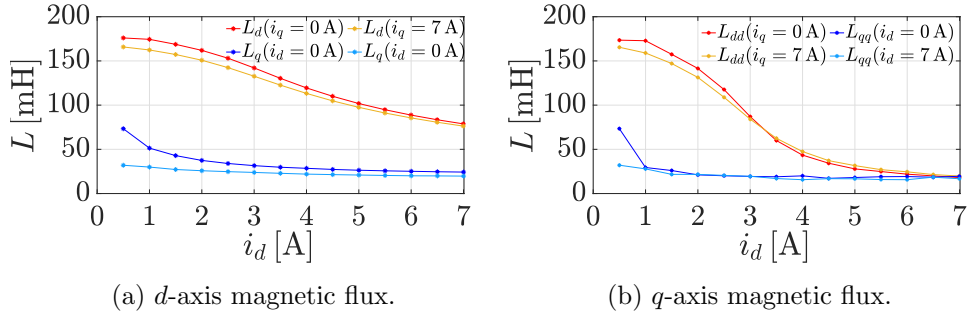 200
150
100
50
0
L [mH]
L_d(i_q = 0 A) L_d(i_q = 7 A)
L_q(i_d = 0 A) L_q(i_d = 0 A)
0 1 2 3 4 5 6 7
i_d [A]
(a) d-axis magnetic flux.
200
150
100
50
0
L [mH]
L_dd(i_q = 0 A) L_qq(i_d = 0 A)
L_dd(i_q = 7 A) L_qq(i_d = 7 A)
0 1 2 3 4 5 6 7
i_d [A]
(b) q-axis magnetic flux.